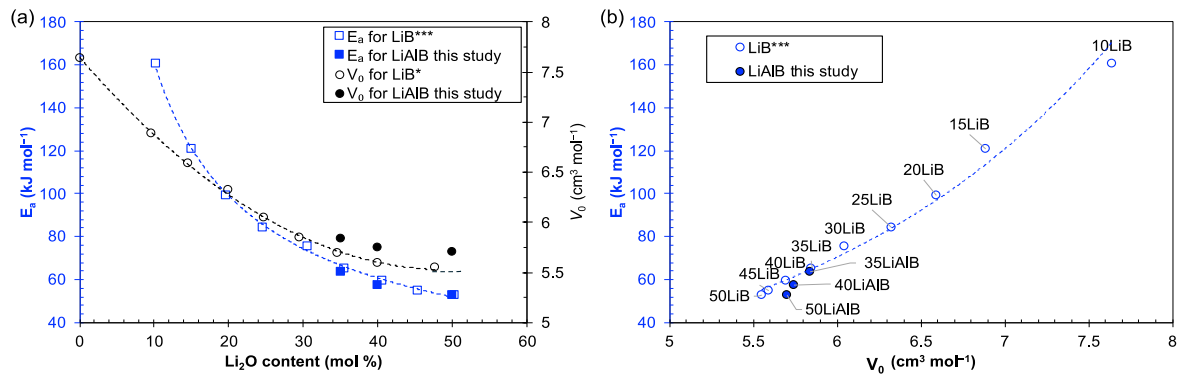 (a)
180
160
140
120
100
80
60
40
Eₐ (kJ mol⁻¹)
0
10
20
30
40
50
60
Li₂O content (mol %)
8
7.5
7
6.5
6
5.5
5
V₀ (cm³ mol⁻¹)
Eₐ for LiB***
Eₐ for LiAlB this study
V₀ for LiB*
V₀ for LiAlB this study
(b)
180
160
140
120
100
80
60
40
Eₐ (kJ mol⁻¹)
LiB***
LiAlB this study
10LiB
15LiB
20LiB
25LiB
30LiB
35LiB
40LiB
35LiAlB
45LiB
40LiAlB
50LiB
50LiAlB
5
5.5
6
6.5
7
7.5
8
V₀ (cm³ mol⁻¹)